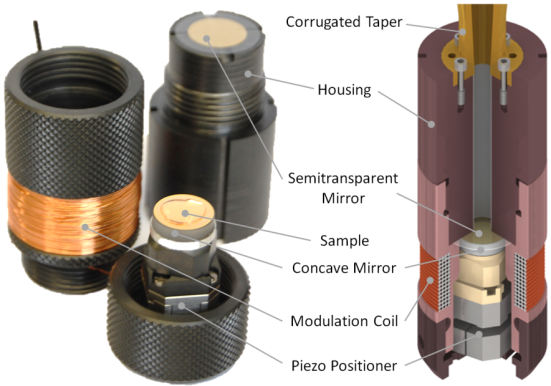 Corrugated Taper
Housing
Semitransparent
Mirror
Sample
Concave Mirror
Modulation Coil
Piezo Positioner